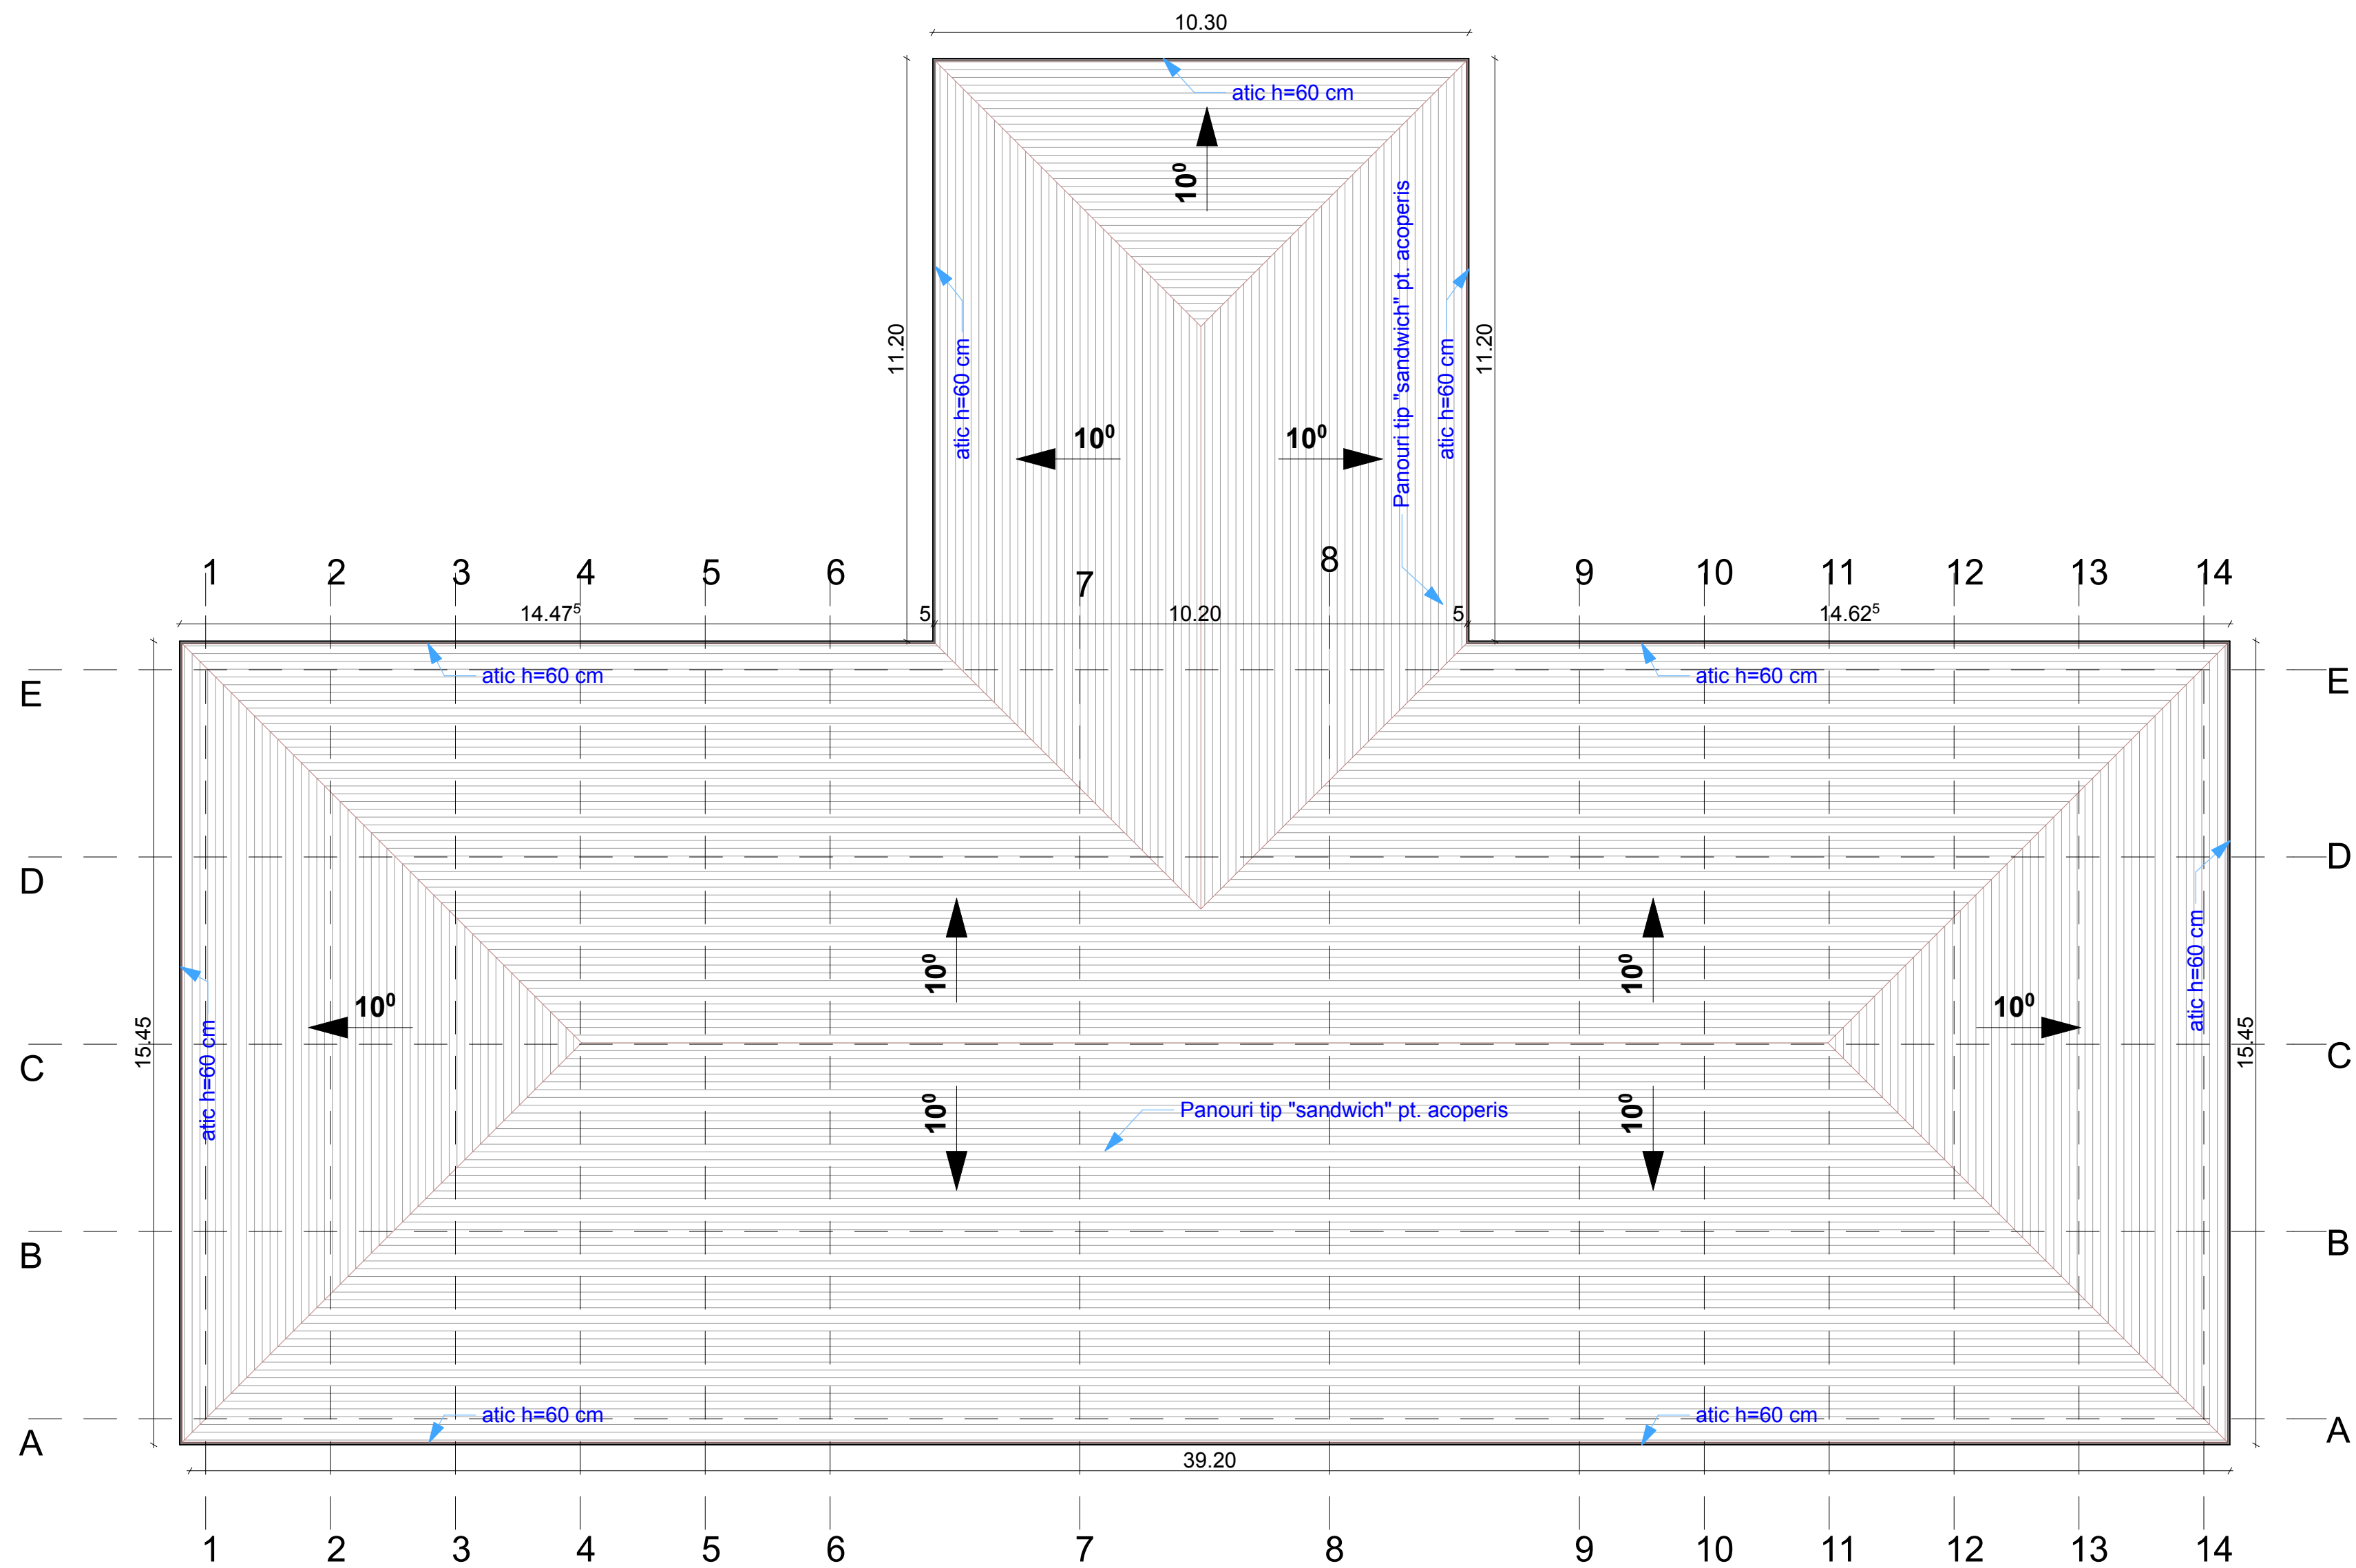 10.30
atic h=60 cm
10⁰
Panouri tip "sandwich" pt. acoperis
11.20
11.20
atic h=60 cm
atic h=60 cm
10⁰ 10⁰
1 2 3 4 5 6 7 8 9 10 11 12 13 14
14.47⁵ 5 10.20 5 14.62⁵
atic h=60 cm atic h=60 cm
E E
D D
10⁰ 10⁰
atic h=60 cm
10⁰ 10⁰
15.45 15.45
C C
atic h=60 cm
10⁰ 10⁰
Panouri tip "sandwich" pt. acoperis
B B
atic h=60 cm atic h=60 cm
A A
39.20
1 2 3 4 5 6 7 8 9 10 11 12 13 14